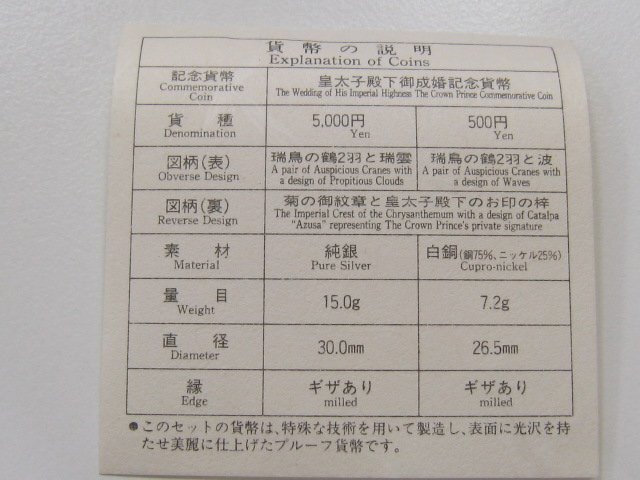 貨幣の説明
Explanation of Coins
記念貨幣
Commemorative
Coin
皇太子殿下御成婚記念貨幣
The Wedding of His Imperial Highness The Crown Prince Commemorative Coin
貨種
Denomination
5,000円
Yen
500円
Yen
図柄(表)
Obverse Design
瑞鳥の鶴2羽と瑞雲
A pair of Auspicious Cranes with
a design of Propitious Clouds
瑞鳥の鶴2羽と波
A pair of Auspicious Cranes with
a design of Waves
図柄(裏)
Reverse Design
菊の御紋章と皇太子殿下のお印の梓
The Imperial Crest of the Chrysanthemum with a design of Catalpa
"Azusa" representing The Crown Prince's private signature
素材
Material
純銀
Pure Silver
白銅(銅75%、ニッケル25%)
Cupro-nickel
量目
Weight
15.0g
7.2g
直径
Diameter
30.0mm
26.5mm
縁
Edge
ギザあり
milled
ギザあり
milled
●このセットの貨幣は、特殊な技術を用いて製造し、表面に光沢を持
たせ美麗に仕上げたプルーフ貨幣です。